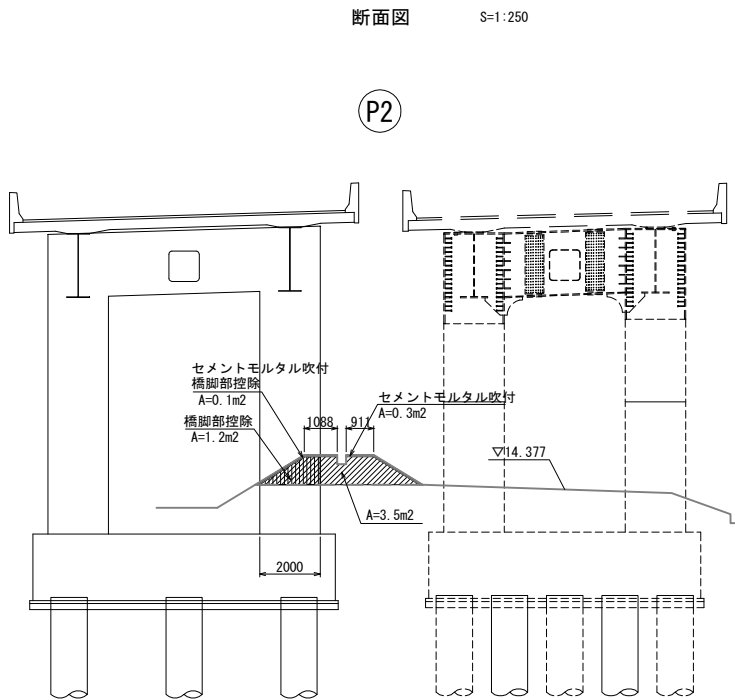 断面図 S=1:250
P2
セメントモルタル吹付
橋脚部控除
A=0.1m2
セメントモルタル吹付
A=0.3m2
橋脚部控除
A=1.2m2
1088
911
▽14.377
A=3.5m2
2000